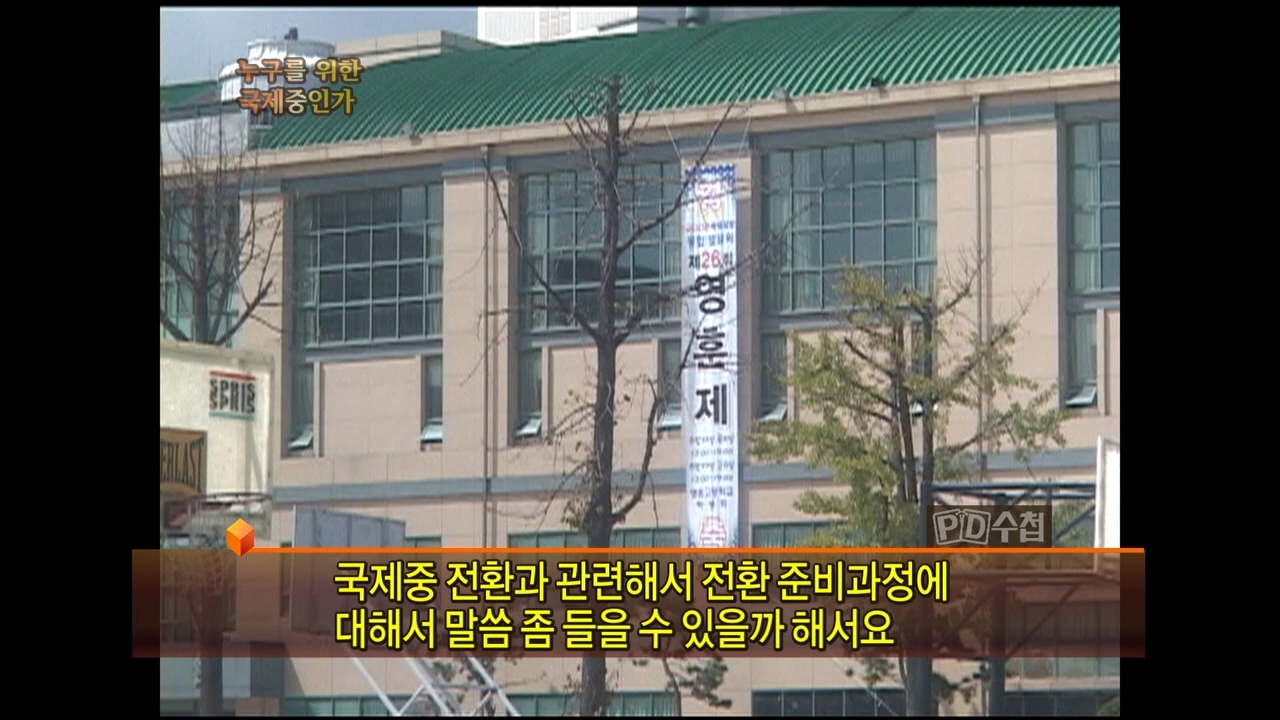 누구를 위한
국제중인가
제26회
영훈제
SPRIS
PD수첩
국제중 전환과 관련해서 전환 준비과정에
대해서 말씀 좀 들을 수 있을까 해서요